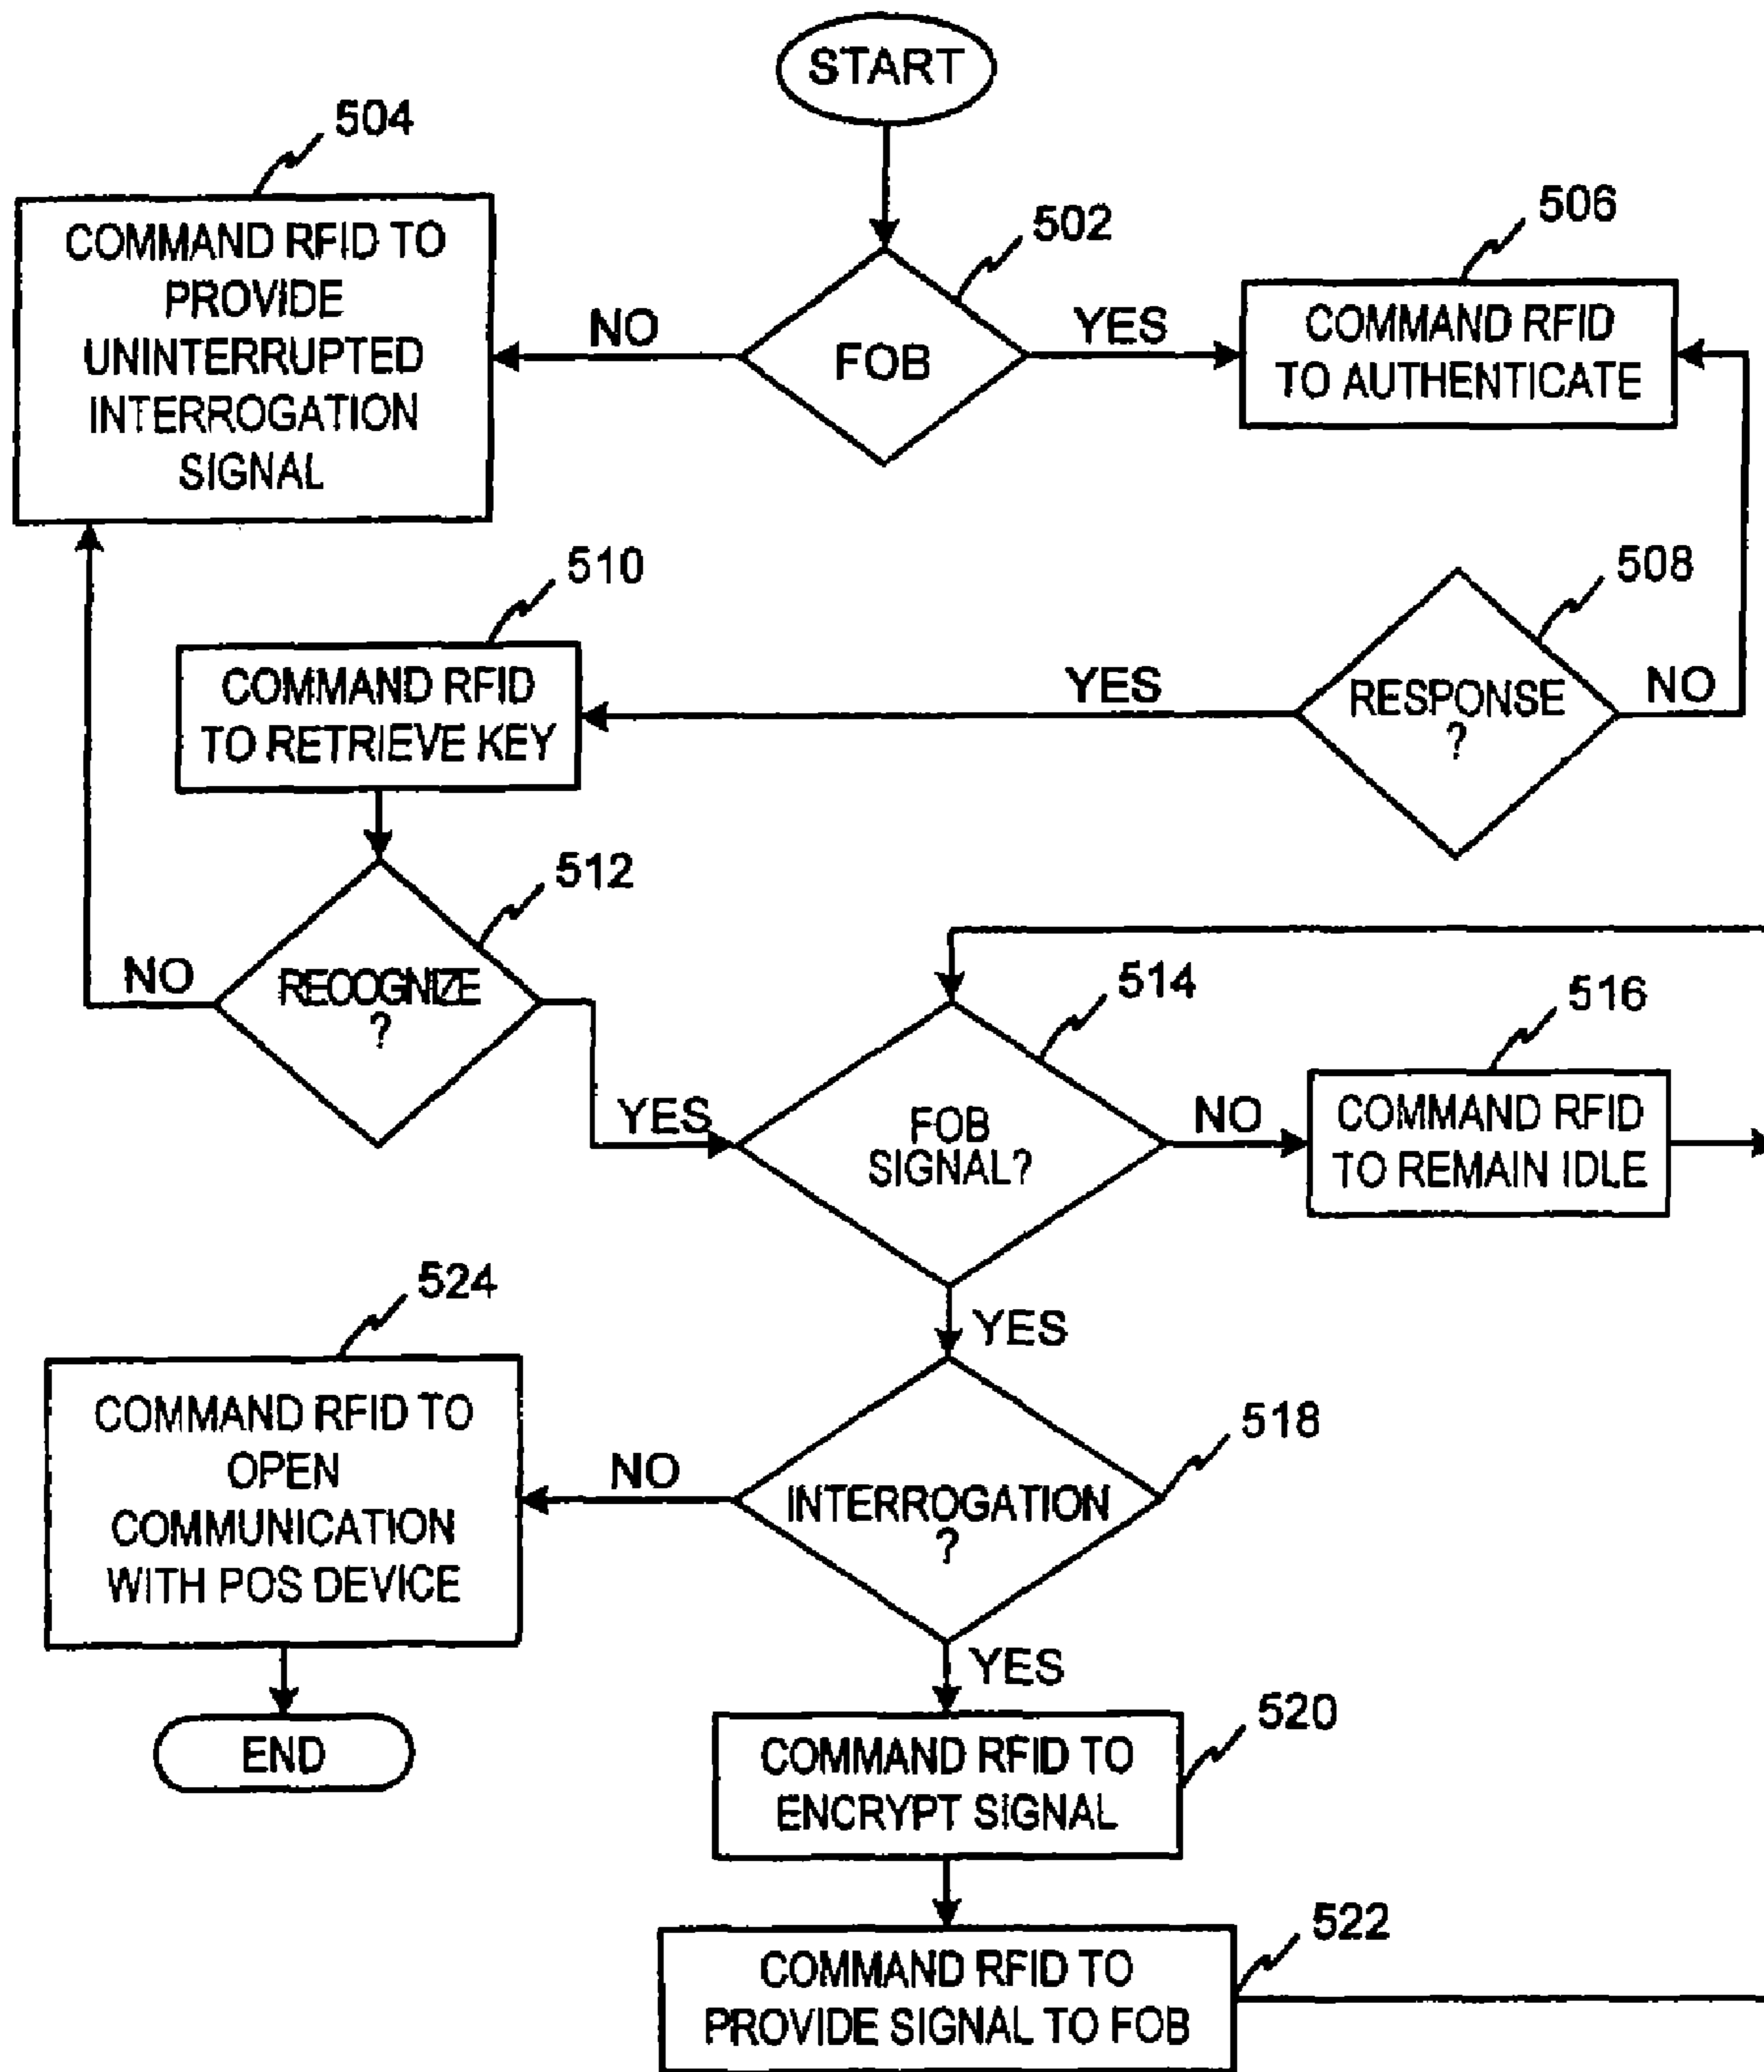 START
504
COMMAND RFID TO
PROVIDE
UNINTERRUPTED
INTERROGATION
SIGNAL
502
FOB
NO
YES
506
COMMAND RFID
TO AUTHENTICATE
510
COMMAND RFID
TO RETRIEVE KEY
YES
508
RESPONSE
?
NO
512
RECOGNIZE
?
NO
YES
514
FOB
SIGNAL?
NO
516
COMMAND RFID
TO REMAIN IDLE
YES
524
COMMAND RFID TO
OPEN
COMMUNICATION
WITH POS DEVICE
NO
518
INTERROGATION
?
YES
END
520
COMMAND RFID TO
ENCRYPT SIGNAL
522
COMMAND RFID TO
PROVIDE SIGNAL TO FOB